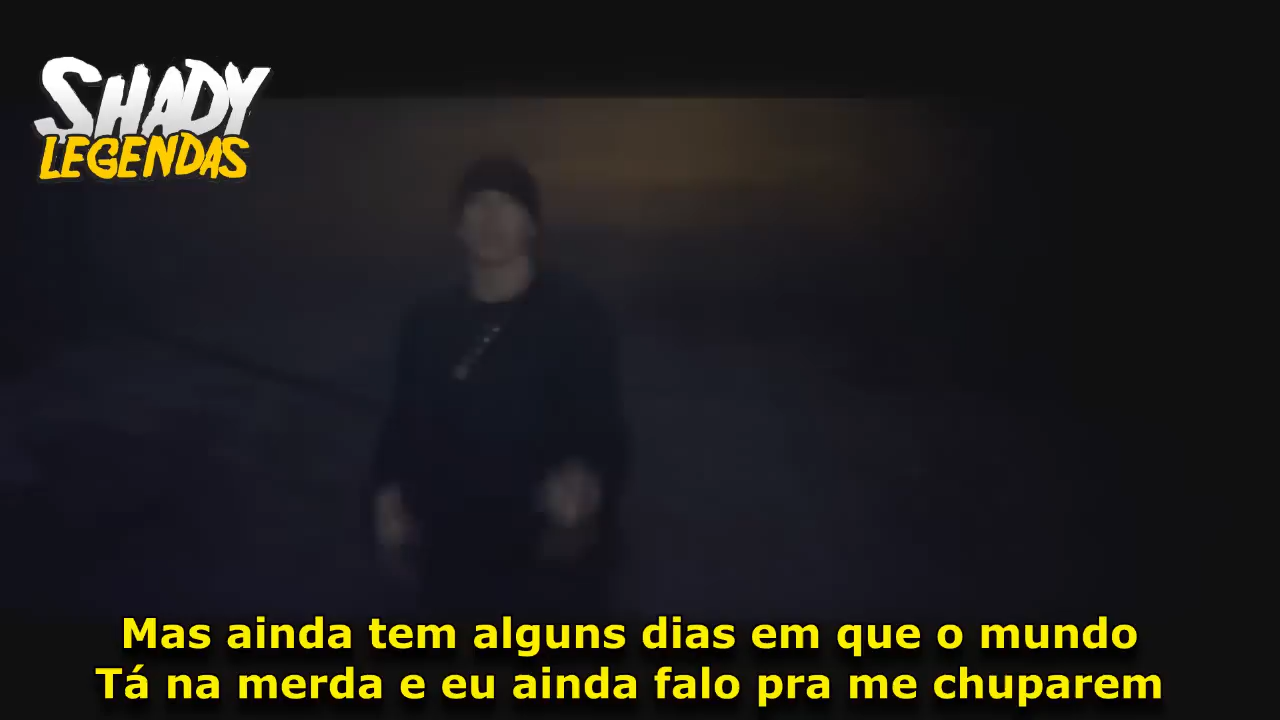 SHADY
LEGENDAS
Mas ainda tem alguns dias em que o mundo
Tá na merda e eu ainda falo pra me chuparem